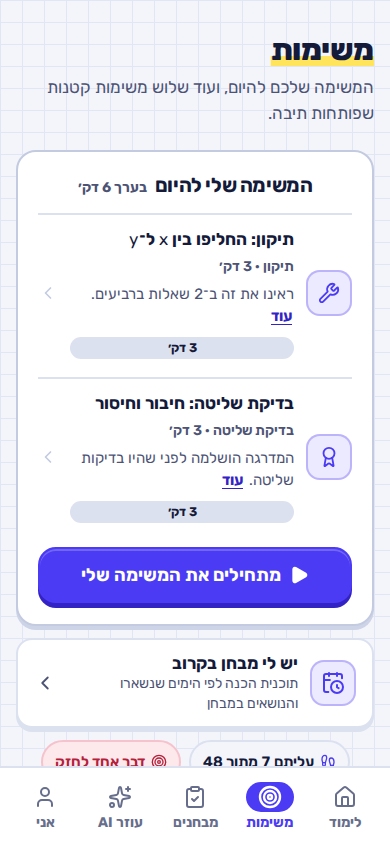 משימות
המשימה שלכם להיום, ועוד שלוש משימות קטנות
שפותחות תיבה.
המשימה שלי להיום בערך 6 דק׳
תיקון: החליפו בין x ל־y
תיקון • 3 דק׳
ראינו את זה ב־2 שאלות ברביעים.
עוד
3 דק׳
בדיקת שליטה: חיבור וחיסור
בדיקת שליטה • 3 דק׳
המדרגה הושלמה לפני שהיו בדיקות
שליטה. עוד
3 דק׳
מתחילים את המשימה שלי
יש לי מבחן בקרוב
תוכנית הכנה לפי הימים שנשארו
והנושאים במבחן
עליתם 7 מתוך 48
דבר אחד לחזק
לימוד
משימות
מבחנים
עוזר AI
אני